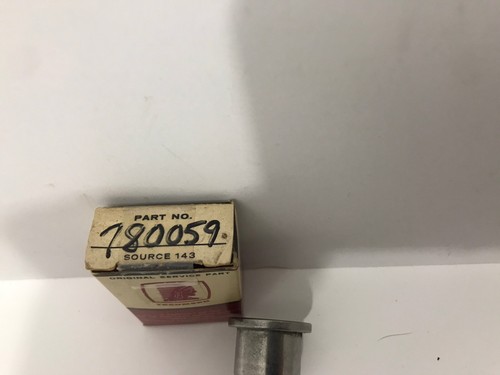 PART NO.
780059.
SOURCE 143
ORIGINAL SERVICE PART